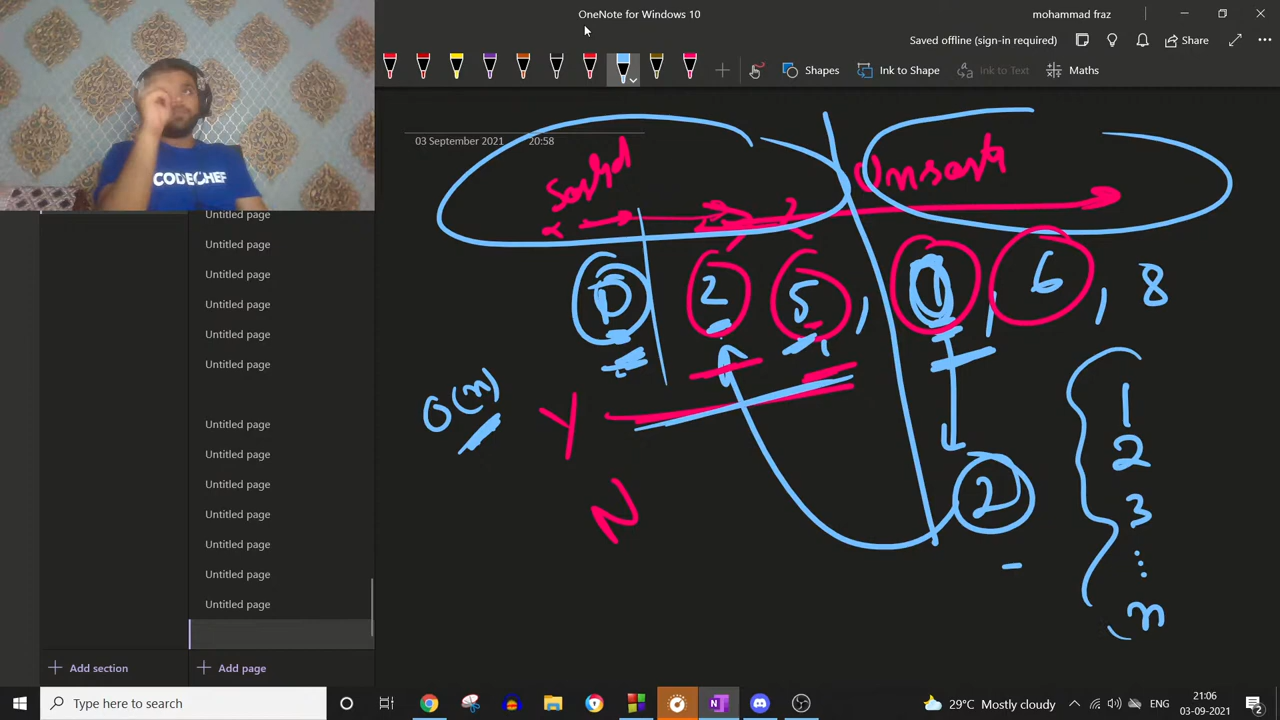 OneNote for Windows 10
mohammad fraz
Saved offline (sign-in required)
Share
Shapes
Ink to Shape
Ink to Text
Maths
CODECHEF
03 September 2021 20:58
Untitled page
Untitled page
Untitled page
Untitled page
Untitled page
Untitled page
Untitled page
Untitled page
Untitled page
Untitled page
Untitled page
Untitled page
Untitled page
2 5, 1, 6, 8
O(n)
Y
N
2
1
2
3
n
Add section
Add page
Type here to search
29°C Mostly cloudy
ENG
21:06
03-09-2021
2